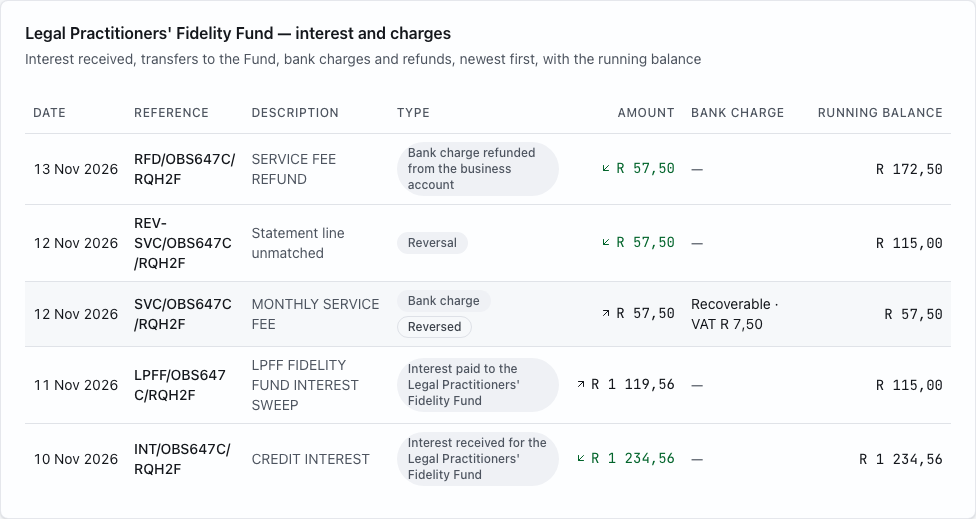 Legal Practitioners' Fidelity Fund — interest and charges
Interest received, transfers to the Fund, bank charges and refunds, newest first, with the running balance
DATE REFERENCE DESCRIPTION TYPE AMOUNT BANK CHARGE RUNNING BALANCE
13 Nov 2026
RFD/OBS647C/
RQH2F
SERVICE FEE
REFUND
Bank charge refunded
from the business
account
↙ R 57,50
—
R 172,50
12 Nov 2026
REV-
SVC/OBS647C
/RQH2F
Statement line
unmatched
Reversal
↙ R 57,50
—
R 115,00
12 Nov 2026
SVC/OBS647C
/RQH2F
MONTHLY SERVICE
FEE
Bank charge
Reversed
↗ R 57,50
Recoverable ·
VAT R 7,50
R 57,50
11 Nov 2026
LPFF/OBS647
C/RQH2F
LPFF FIDELITY
FUND INTEREST
SWEEP
Interest paid to the
Legal Practitioners'
Fidelity Fund
↗ R 1 119,56
—
R 115,00
10 Nov 2026
INT/OBS647C/
RQH2F
CREDIT INTEREST
Interest received for the
Legal Practitioners'
Fidelity Fund
↙ R 1 234,56
—
R 1 234,56